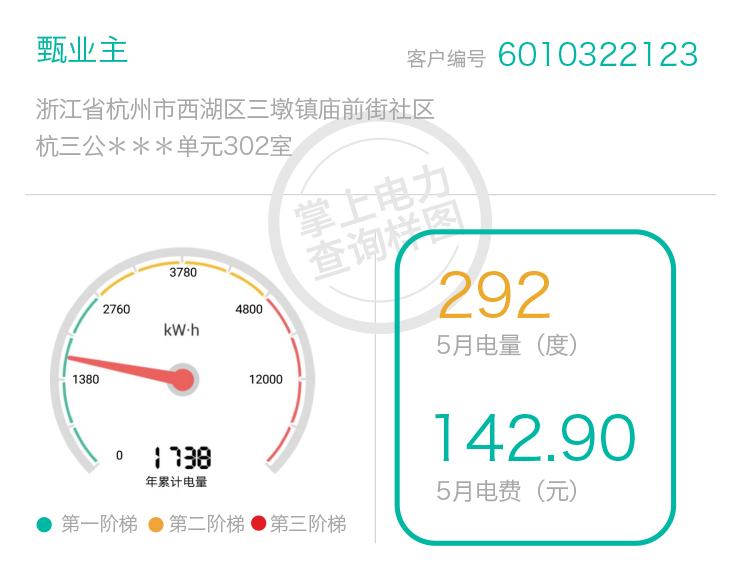 甄业主
客户编号 6010322123
浙江省杭州市西湖区三墩镇庙前街社区
杭三公＊＊＊单元302室
掌上电力
查询样图
3780
2760
4800
kW·h
1380
12000
0
1738
年累计电量
第一阶梯 第二阶梯 第三阶梯
292
5月电量（度）
142.90
5月电费（元）